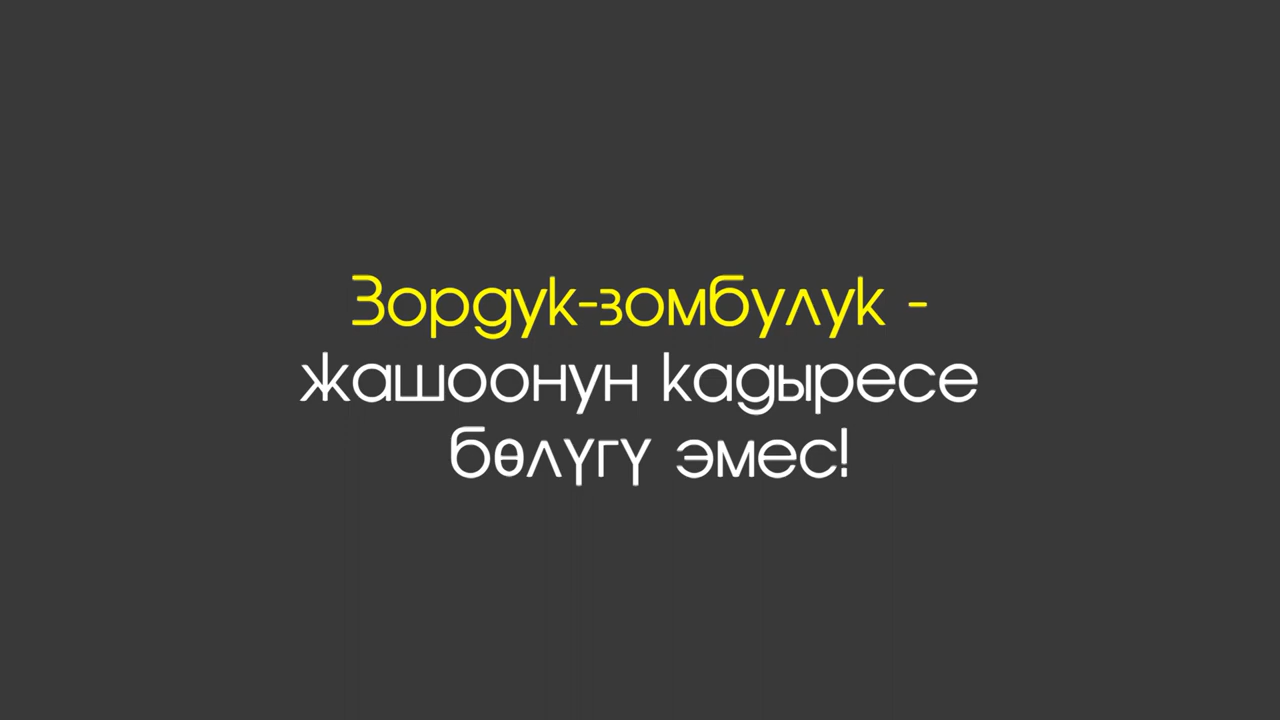 Зордук-зомбулук -
жашоонун кадыресе
бөлүгү эмес!